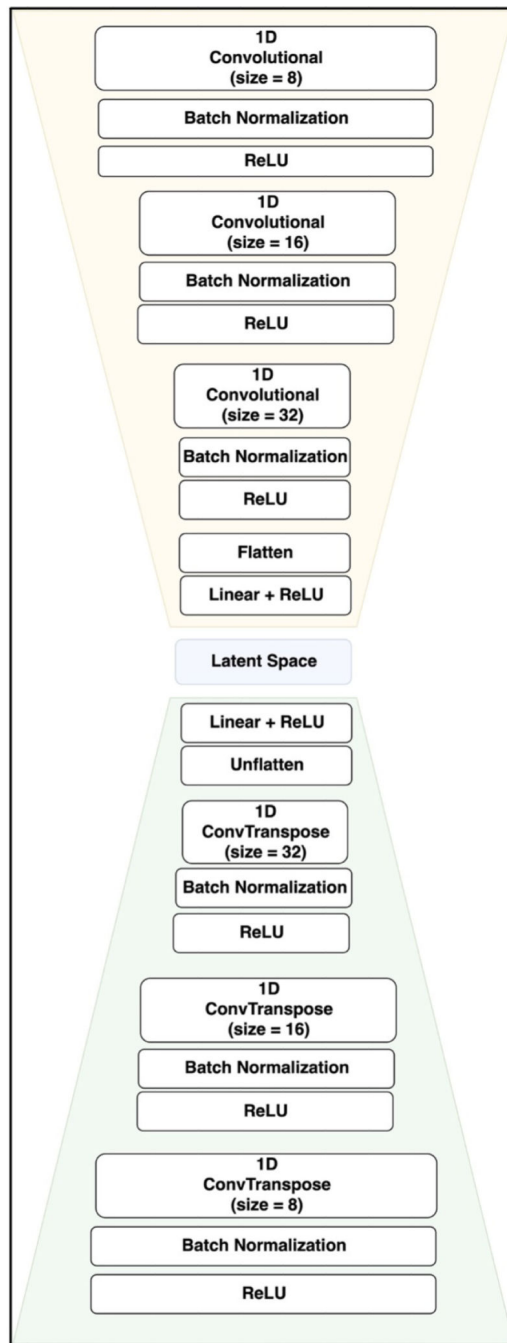 1D
Convolutional
(size = 8)
Batch Normalization
ReLU
1D
Convolutional
(size = 16)
Batch Normalization
ReLU
1D
Convolutional
(size = 32)
Batch Normalization
ReLU
Flatten
Linear + ReLU
Latent Space
Linear + ReLU
Unflatten
1D
ConvTranspose
(size = 32)
Batch Normalization
ReLU
1D
ConvTranspose
(size = 16)
Batch Normalization
ReLU
1D
ConvTranspose
(size = 8)
Batch Normalization
ReLU